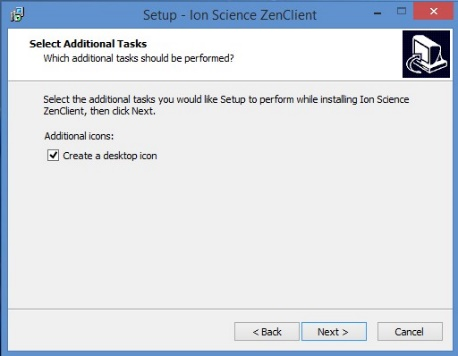 Setup - Ion Science ZenClient
Select Additional Tasks
Which additional tasks should be performed?
Select the additional tasks you would like Setup to perform while installing Ion Science
ZenClient, then click Next.
Additional icons:
Create a desktop icon
< Back
Next >
Cancel